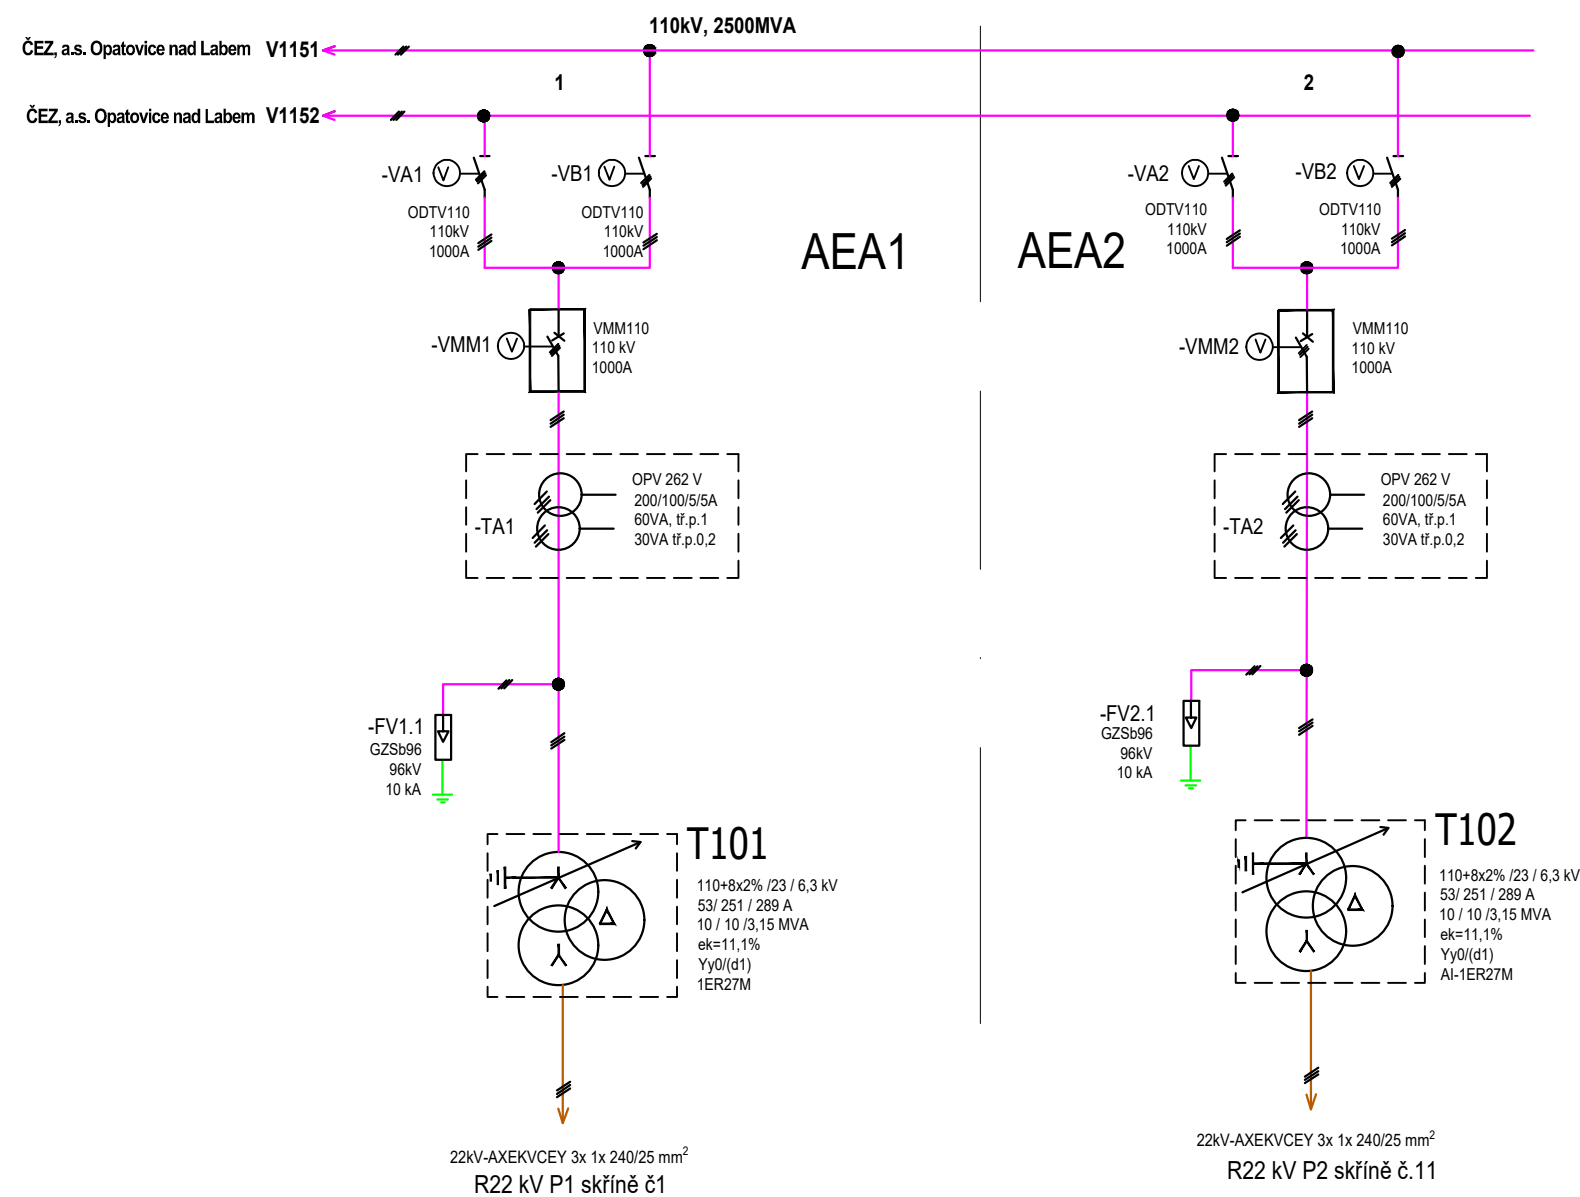 110kV, 2500MVA
ČEZ, a.s. Opatovice nad Labem V1151
1
2
ČEZ, a.s. Opatovice nad Labem V1152
-VA1
V
ODTV110
110kV
1000A
-VB1
V
ODTV110
110kV
1000A
AEA1
AEA2
-VA2
V
ODTV110
110kV
1000A
-VB2
V
ODTV110
110kV
1000A
-VMM1
V
VMM110
110 kV
1000A
-VMM2
V
VMM110
110 kV
1000A
-TA1
OPV 262 V
200/100/5/5A
60VA, tř.p.1
30VA tř.p.0,2
-TA2
OPV 262 V
200/100/5/5A
60VA, tř.p.1
30VA tř.p.0,2
-FV1.1
GZSb96
96kV
10 kA
-FV2.1
GZSb96
96kV
10 kA
T101
110+8x2% /23 / 6,3 kV
53/ 251 / 289 A
10 / 10 /3,15 MVA
ek=11,1%
Yy0/(d1)
1ER27M
T102
110+8x2% /23 / 6,3 kV
53/ 251 / 289 A
10 / 10 /3,15 MVA
ek=11,1%
Yy0/(d1)
AI-1ER27M
22kV-AXEKVCEY 3x 1x 240/25 mm²
R22 kV P1 skříně č1
22kV-AXEKVCEY 3x 1x 240/25 mm²
R22 kV P2 skříně č.11